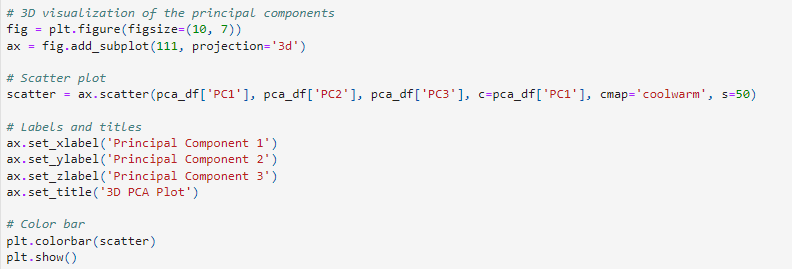 # 3D visualization of the principal components
fig = plt.figure(figsize=(10, 7))
ax = fig.add_subplot(111, projection='3d')
# Scatter plot
scatter = ax.scatter(pca_df['PC1'], pca_df['PC2'], pca_df['PC3'], c=pca_df['PC1'], cmap='coolwarm', s=50)
# Labels and titles
ax.set_xlabel('Principal Component 1')
ax.set_ylabel('Principal Component 2')
ax.set_zlabel('Principal Component 3')
ax.set_title('3D PCA Plot')
# Color bar
plt.colorbar(scatter)
plt.show()